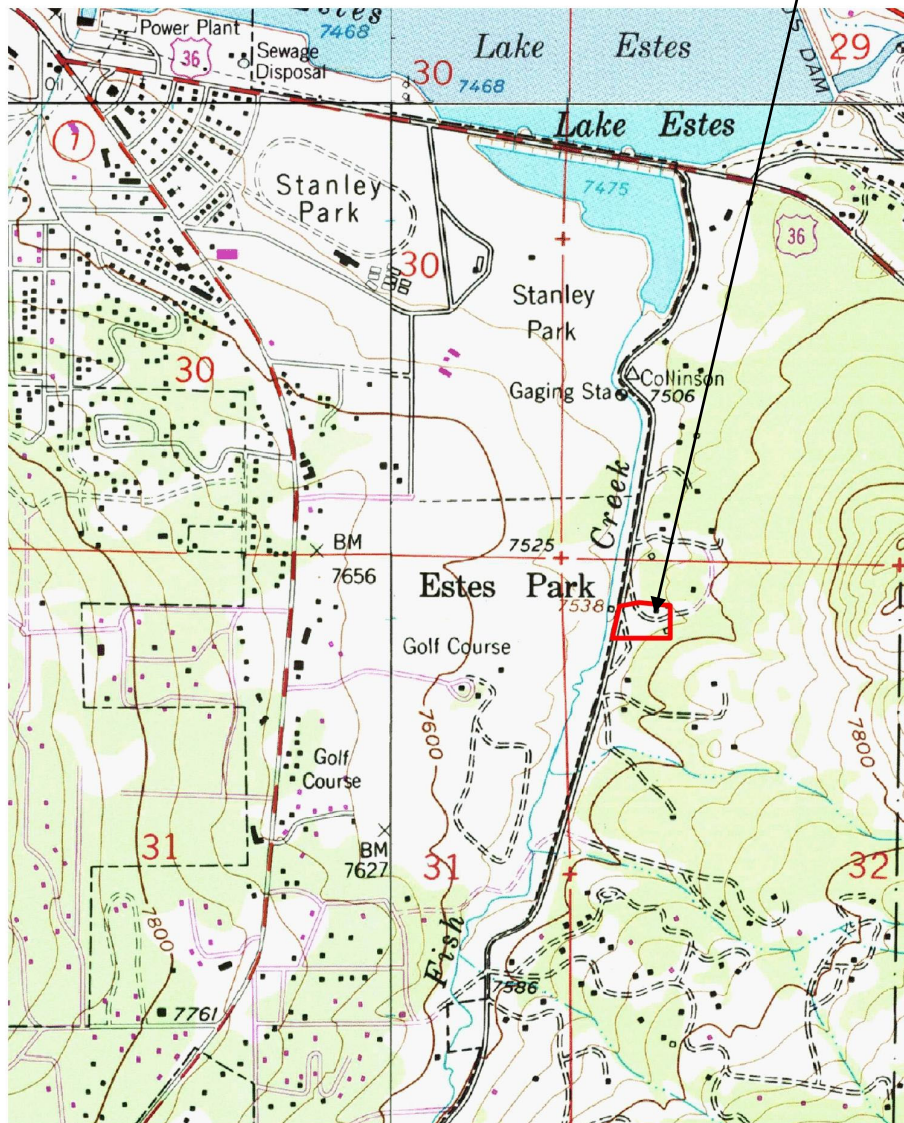 Estes
7468
Power Plant
36
Sewage
Disposal
Oil
30
7468
Lake Estes
29
DAM
7
Lake Estes
7475
Stanley
Park
36
30
Stanley
Park
30
Collinson
7506
Gaging Sta
Creek
BM
7656
7525
Estes Park
7538
Golf Course
7600
7800
Golf
Course
BM
7627
31
31
32
7800
Fish
7586
7761